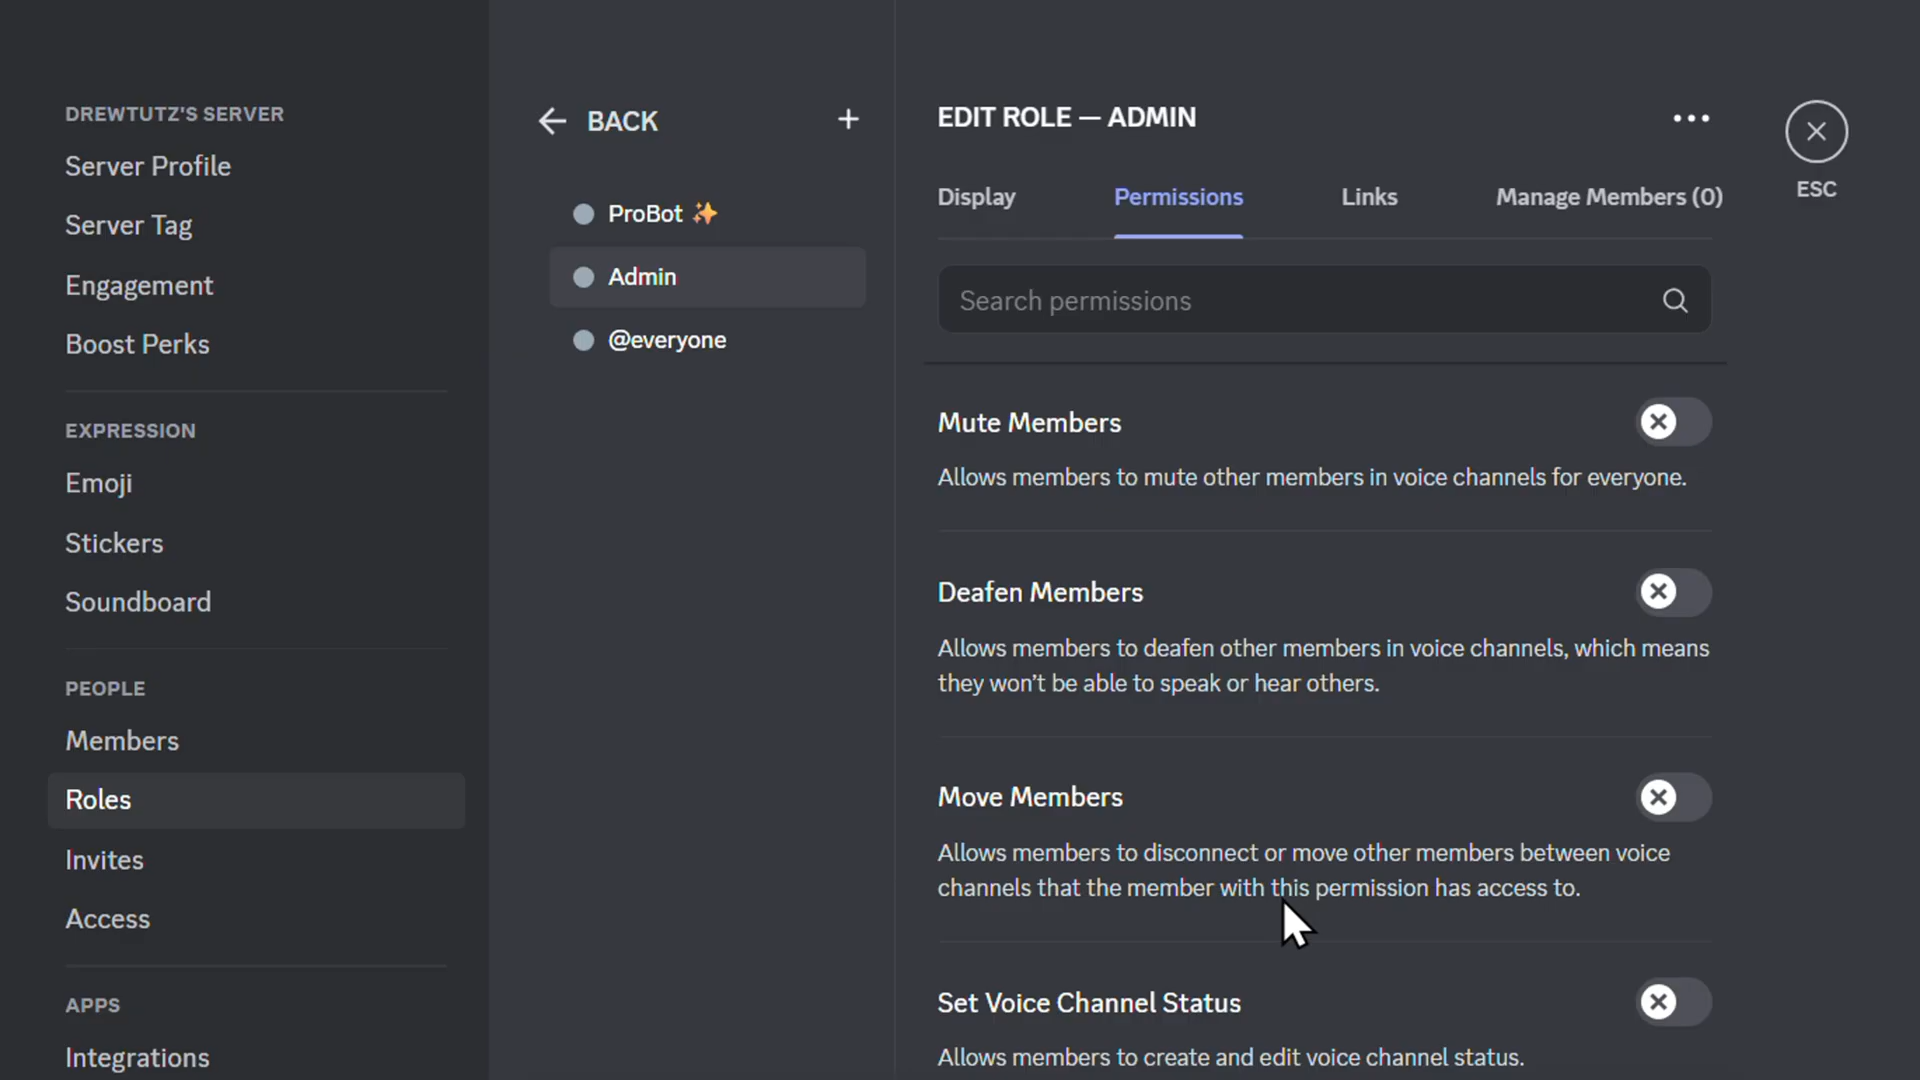 DREWTUTZ'S SERVER
Server Profile
Server Tag
Engagement
Boost Perks
EXPRESSION
Emoji
Stickers
Soundboard
PEOPLE
Members
Roles
Invites
Access
APPS
Integrations
BACK
ProBot ✨
Admin
@everyone
EDIT ROLE — ADMIN
Display
Permissions
Links
Manage Members (0)
ESC
Search permissions
Mute Members
Allows members to mute other members in voice channels for everyone.
Deafen Members
Allows members to deafen other members in voice channels, which means
they won't be able to speak or hear others.
Move Members
Allows members to disconnect or move other members between voice
channels that the member with this permission has access to.
Set Voice Channel Status
Allows members to create and edit voice channel status.